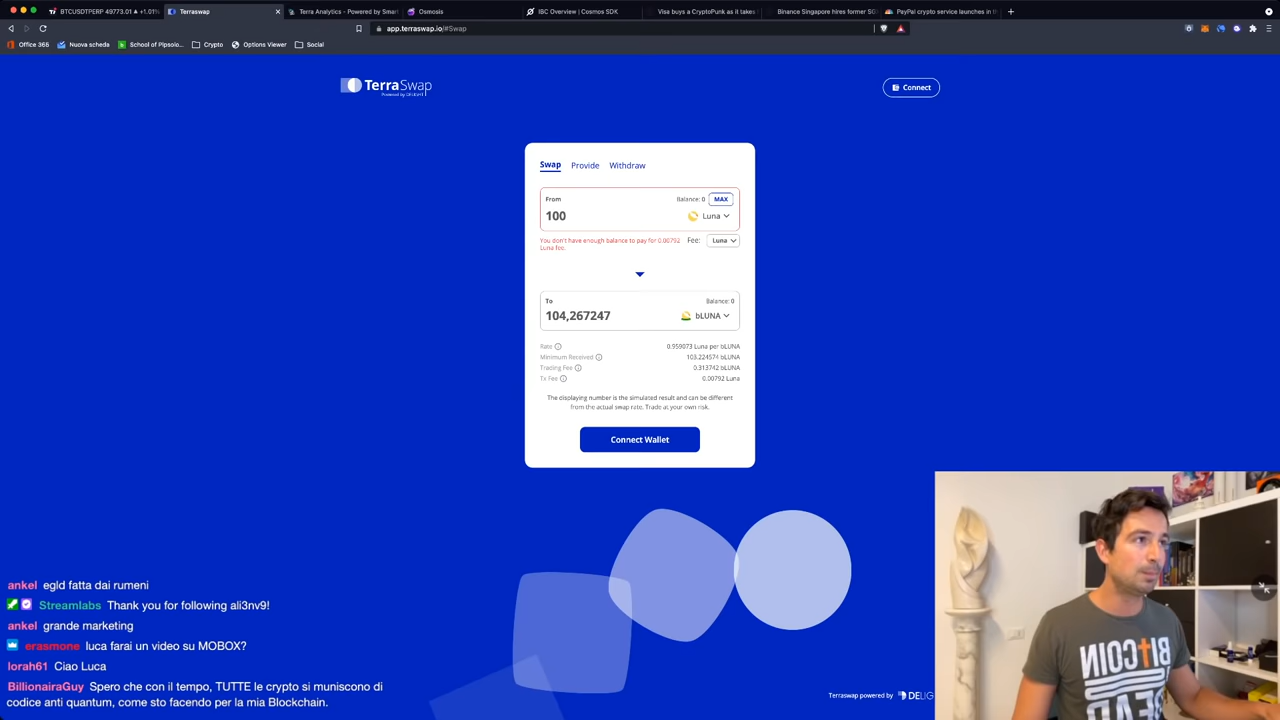 BTCUSDTPERP 49773.01 ▲ +1.01%
Terraswap
Terra Analytics - Powered by Smart
Osmosis
IBC Overview | Cosmos SDK
Visa buys a CryptoPunk as it takes
Binance Singapore hires former SG
PayPal crypto service launches in th
app.terraswap.io/#Swap
Office 365
Nuova scheda
School of Pipsolo...
Crypto
Options Viewer
Social
TerraSwap
Powered by DELIGHT
Connect
Swap Provide Withdraw
From
Balance: 0 MAX
100
Luna
You don't have enough balance to pay for 0.00792
Luna fee.
Fee: Luna
To
Balance: 0
104,267247
bLUNA
Rate 0.959073 Luna per bLUNA
Minimum Received 103.224574 bLUNA
Trading Fee 0.313742 bLUNA
Tx Fee 0.00792 Luna
The displaying number is the simulated result and can be different
from the actual swap rate. Trade at your own risk.
Connect Wallet
ankel egld fatta dai rumeni
Streamlabs Thank you for following ali3nv9!
ankel grande marketing
erasmone luca farai un video su MOBOX?
lorah61 Ciao Luca
BillionairaGuy Spero che con il tempo, TUTTE le crypto si muniscono di
codice anti quantum, come sto facendo per la mia Blockchain.
Terraswap powered by DELIG